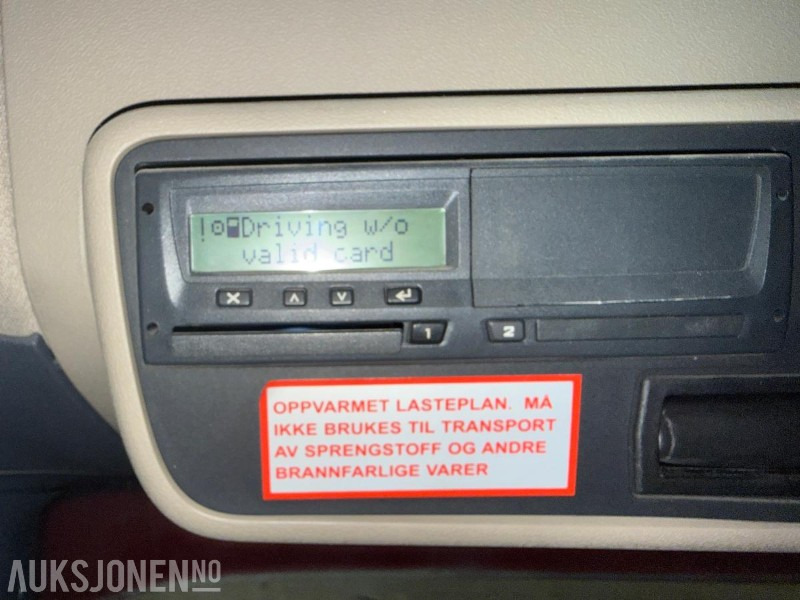 !Driving w/o
valid card
1 2
OPPVARMET LASTEPLAN. MÅ
IKKE BRUKES TIL TRANSPORT
AV SPRENGSTOFF OG ANDRE
BRANNFARLIGE VARER
AUKSJONEN.NO